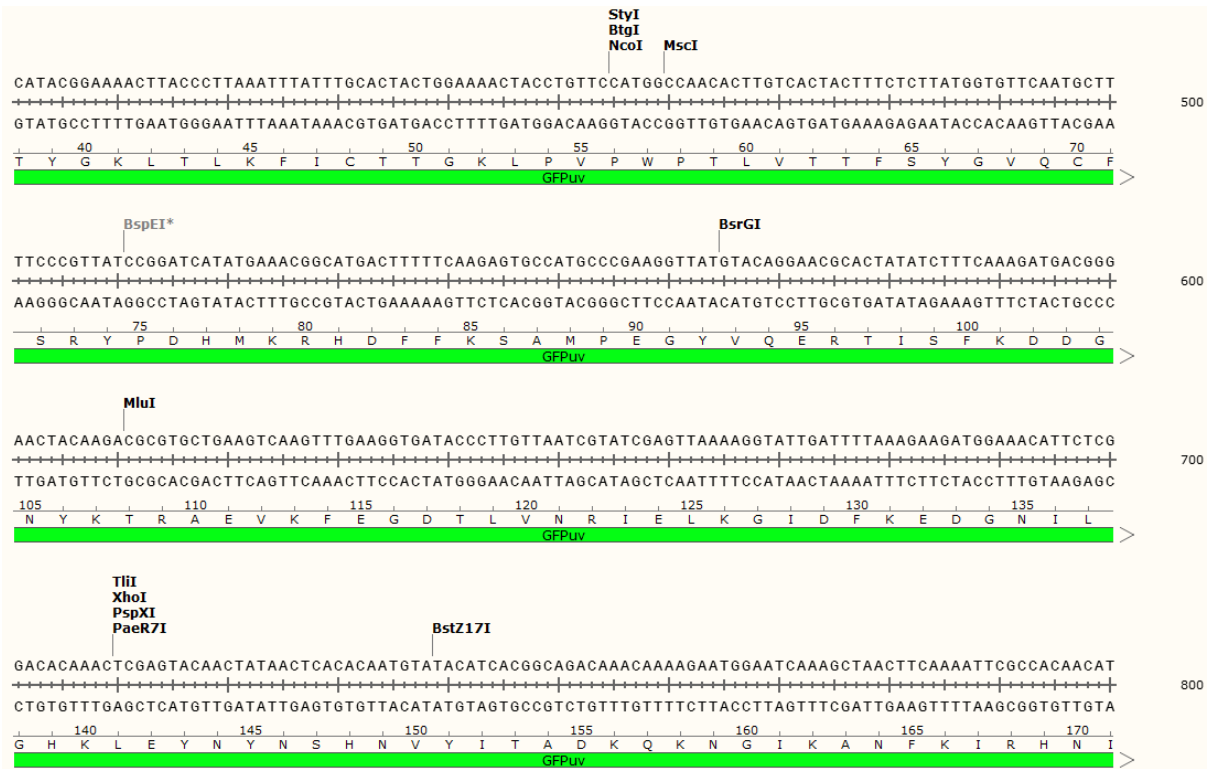 StyI
BtgI
NcoI MscI
CATACGGAAAACTTACCCTTAAATTTATTTGCACTACTGGAAAACTACCTGTTCCATGGCCAACACTTGTCACTACTTTCTCTTATGGTGTTCAATGCTT
500
GTATGCCTTTTGAATGGGAATTTAAATAAACGTGATGACCTTTTGATGGACAAGGTACCGGTTGTGAACAGTGATGAAAGAGAATACCACAAGTTACGAA
40 45 50 55 60 65 70
T Y G K L T L K F I C T T G K L P V P W P T L V T T F S Y G V Q C F
GFPuv
BspEI* BsrGI
TTCCCGTTATCCGGATCATATGAAACGGCATGACTTTTTCAAGAGTGCCATGCCCGAAGGTTATGTACAGGAACGCACTATATCTTTCAAAGATGACGGG
600
AAGGGCAATAGGCCTAGTATACTTTGCCGTACTGAAAAAGTTCTCACGGTACGGGCTTCCAATACATGTCCTTGCGTGATATAGAAAGTTTCTACTGCCC
75 80 85 90 95 100
S R Y P D H M K R H D F F K S A M P E G Y V Q E R T I S F K D D G
GFPuv
MluI
AACTACAAGACGCGTGCTGAAGTCAAGTTTGAAGGTGATACCCTTGTTAATCGTATCGAGTTAAAAGGTATTGATTTTAAAGAAGATGGAAACATTCTCG
700
TTGATGTTCTGCGCACGACTTCAGTTCAAACTTCCACTATGGGAACAATTAGCATAGCTCAATTTTCCATAACTAAAATTTCTTCTACCTTTGTAAGAGC
105 110 115 120 125 130 135
N Y K T R A E V K F E G D T L V N R I E L K G I D F K E D G N I L
GFPuv
TliI
XhoI
PspXI
PaeR7I BstZ17I
GACACAAACTCGAGTACAACTATAACTCACACAATGTATACATCACGGCAGACAAACAAAAGAATGGAATCAAAGCTAACTTCAAAATTCGCCACAACAT
800
CTGTGTTTGAGCTCATGTTGATATTGAGTGTGTTACATATGTAGTGCCGTCTGTTTGTTTTCTTACCTTAGTTTCGATTGAAGTTTTAAGCGGTGTTGTA
140 145 150 155 160 165 170
G H K L E Y N Y N S H N V Y I T A D K Q K N G I K A N F K I R H N I
GFPuv